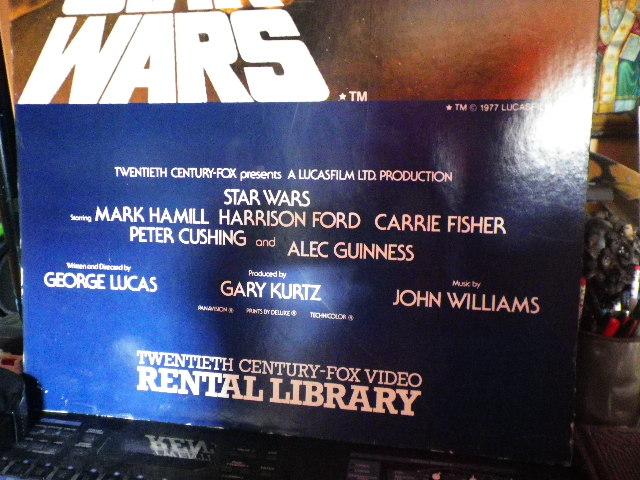 STAR
WARS
★ TM
★ TM © 1977 LUCASFI
TWENTIETH CENTURY-FOX presents A LUCASFILM LTD. PRODUCTION
STAR WARS
Starring MARK HAMILL HARRISON FORD CARRIE FISHER
PETER CUSHING and ALEC GUINNESS
Written and Directed by
GEORGE LUCAS
Produced by
GARY KURTZ
Music by
JOHN WILLIAMS
PANAVISION ® PRINTS BY DELUXE ® TECHNICOLOR ®
TWENTIETH CENTURY-FOX VIDEO
RENTAL LIBRARY